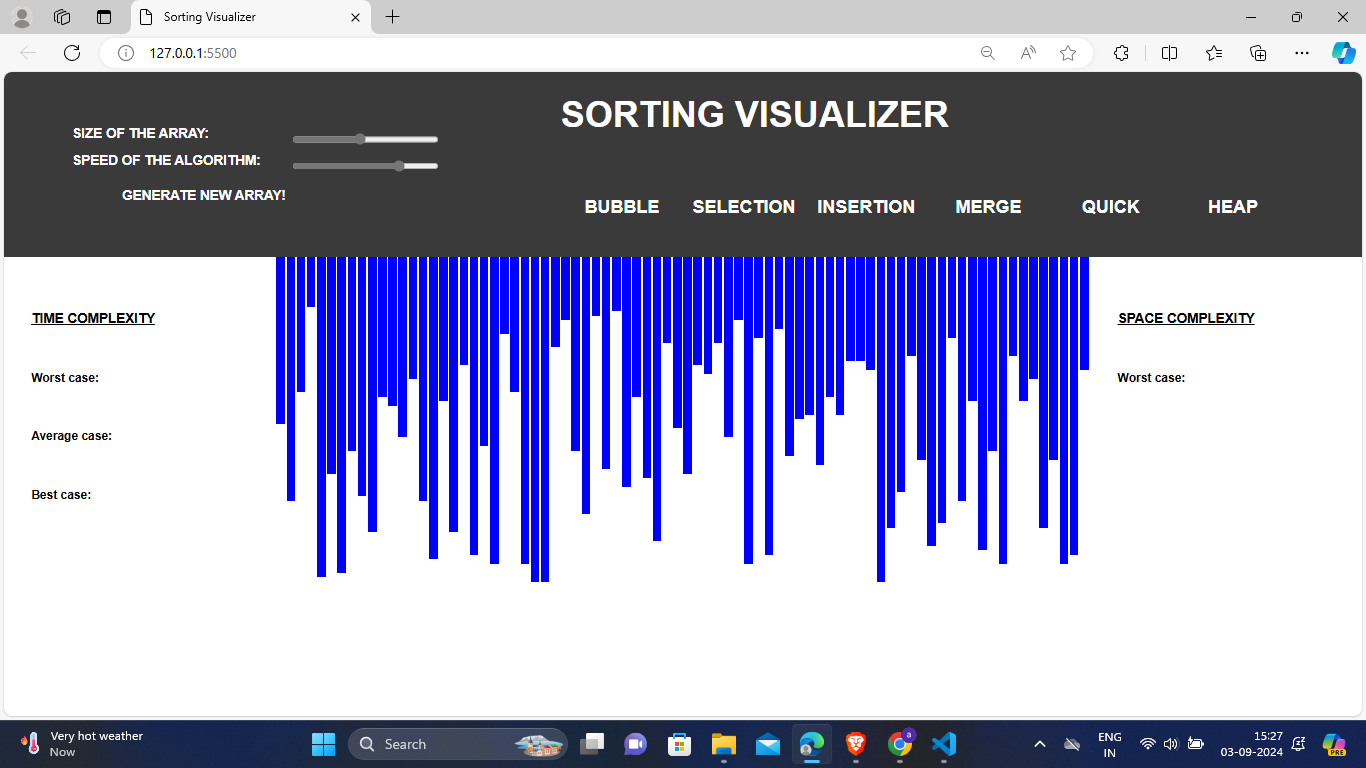 Sorting Visualizer
127.0.0.1:5500
SORTING VISUALIZER
SIZE OF THE ARRAY:
SPEED OF THE ALGORITHM:
GENERATE NEW ARRAY!
BUBBLE SELECTION INSERTION MERGE QUICK HEAP
TIME COMPLEXITY
Worst case:
Average case:
Best case:
SPACE COMPLEXITY
Worst case:
Very hot weather
Now
Search
a
ENG
IN
15:27
03-09-2024
PRE